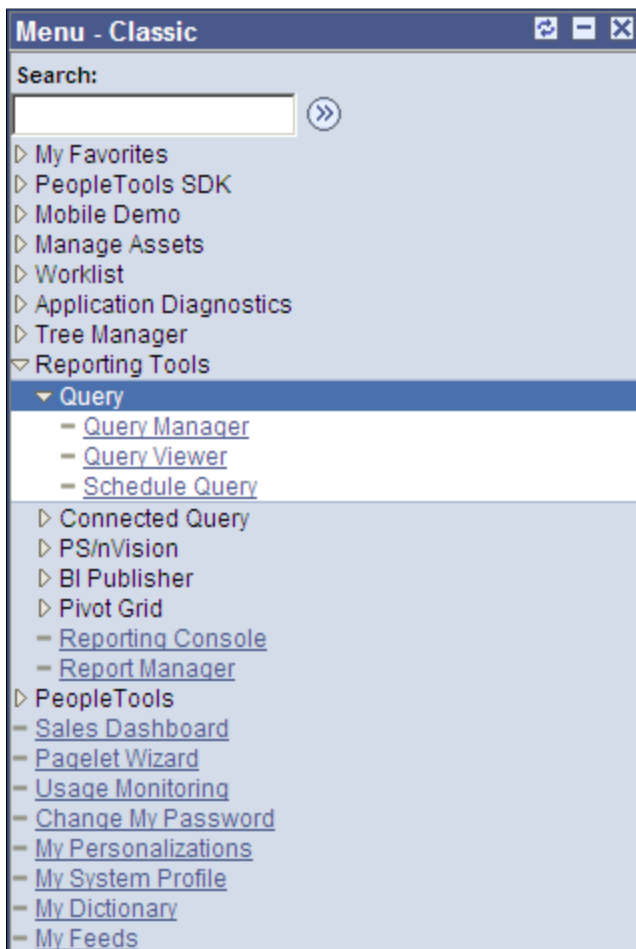 Menu - Classic
Search:
My Favorites
PeopleTools SDK
Mobile Demo
Manage Assets
Worklist
Application Diagnostics
Tree Manager
Reporting Tools
Query
Query Manager
Query Viewer
Schedule Query
Connected Query
PS/nVision
BI Publisher
Pivot Grid
Reporting Console
Report Manager
PeopleTools
Sales Dashboard
Pagelet Wizard
Usage Monitoring
Change My Password
My Personalizations
My System Profile
My Dictionary
My Feeds